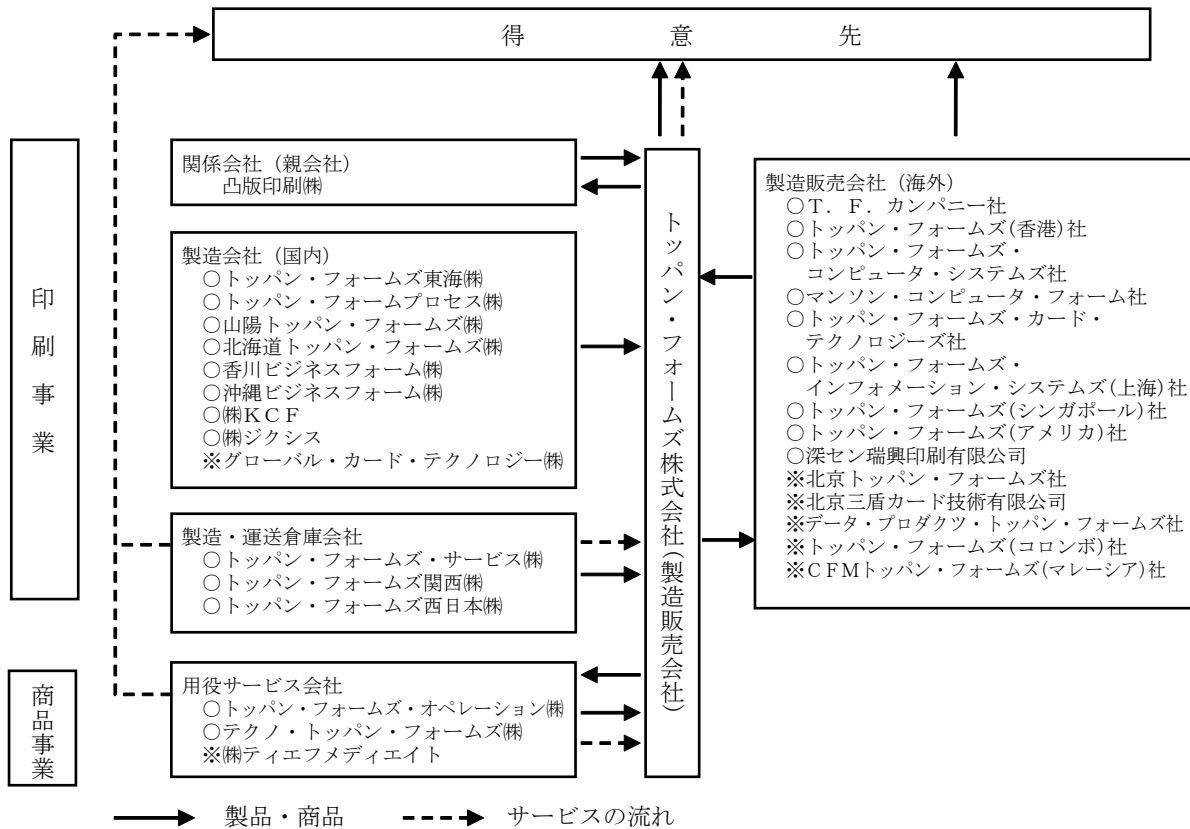 得意先
印刷事業
関係会社（親会社）
凸版印刷㈱
製造会社（国内）
○トッパン・フォームズ東海㈱
○トッパン・フォームプロセス㈱
○山陽トッパン・フォームズ㈱
○北海道トッパン・フォームズ㈱
○香川ビジネスフォーム㈱
○沖縄ビジネスフォーム㈱
○㈱ＫＣＦ
○㈱ジクシス
※グローバル・カード・テクノロジー㈱
製造・運送倉庫会社
○トッパン・フォームズ・サービス㈱
○トッパン・フォームズ関西㈱
○トッパン・フォームズ西日本㈱
商品事業
用役サービス会社
○トッパン・フォームズ・オペレーション㈱
○テクノ・トッパン・フォームズ㈱
※㈱ティエフメディエイト
トッパン・フォームズ株式会社（製造販売会社）
製造販売会社（海外）
○Ｔ．Ｆ．カンパニー社
○トッパン・フォームズ(香港)社
○トッパン・フォームズ・
コンピュータ・システムズ社
○マンソン・コンピュータ・フォーム社
○トッパン・フォームズ・カード・
テクノロジーズ社
○トッパン・フォームズ・
インフォメーション・システムズ(上海)社
○トッパン・フォームズ(シンガポール)社
○トッパン・フォームズ(アメリカ)社
○深セン瑞興印刷有限公司
※北京トッパン・フォームズ社
※北京三盾カード技術有限公司
※データ・プロダクツ・トッパン・フォームズ社
※トッパン・フォームズ(コロンボ)社
※ＣＦＭトッパン・フォームズ(マレーシア)社
製品・商品
サービスの流れ